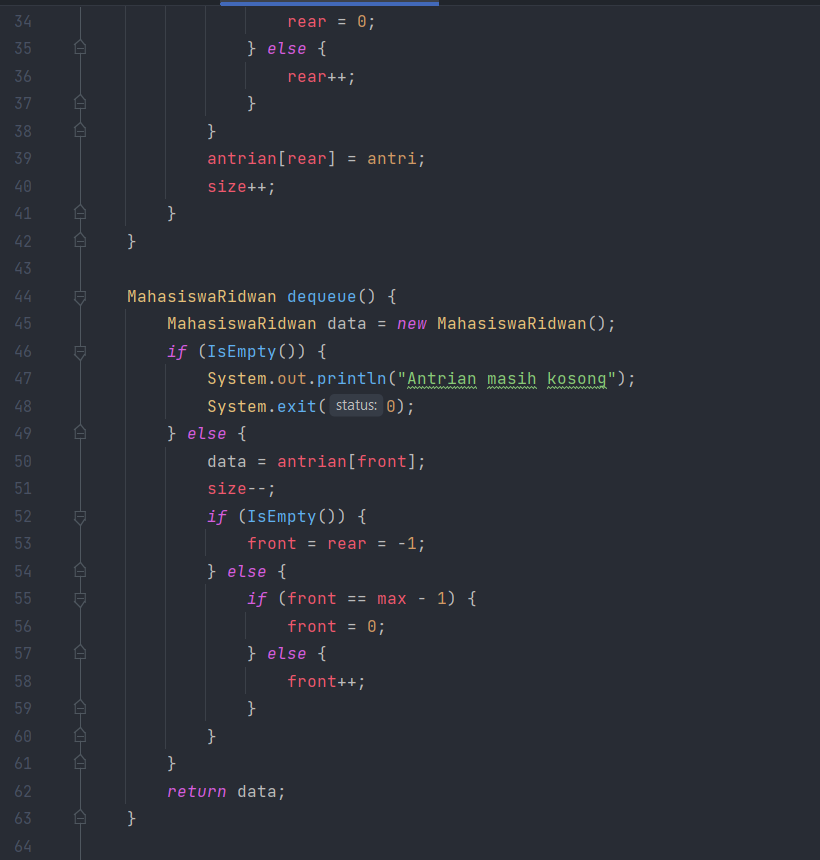 34 rear = 0;
35 } else {
36 rear++;
37 }
38 }
39 antrian[rear] = antri;
40 size++;
41 }
42 }
43
44 MahasiswaRidwan dequeue() {
45 MahasiswaRidwan data = new MahasiswaRidwan();
46 if (IsEmpty()) {
47 System.out.println("Antrian masih kosong");
48 System.exit( status: 0);
49 } else {
50 data = antrian[front];
51 size--;
52 if (IsEmpty()) {
53 front = rear = -1;
54 } else {
55 if (front == max - 1) {
56 front = 0;
57 } else {
58 front++;
59 }
60 }
61 }
62 return data;
63 }
64